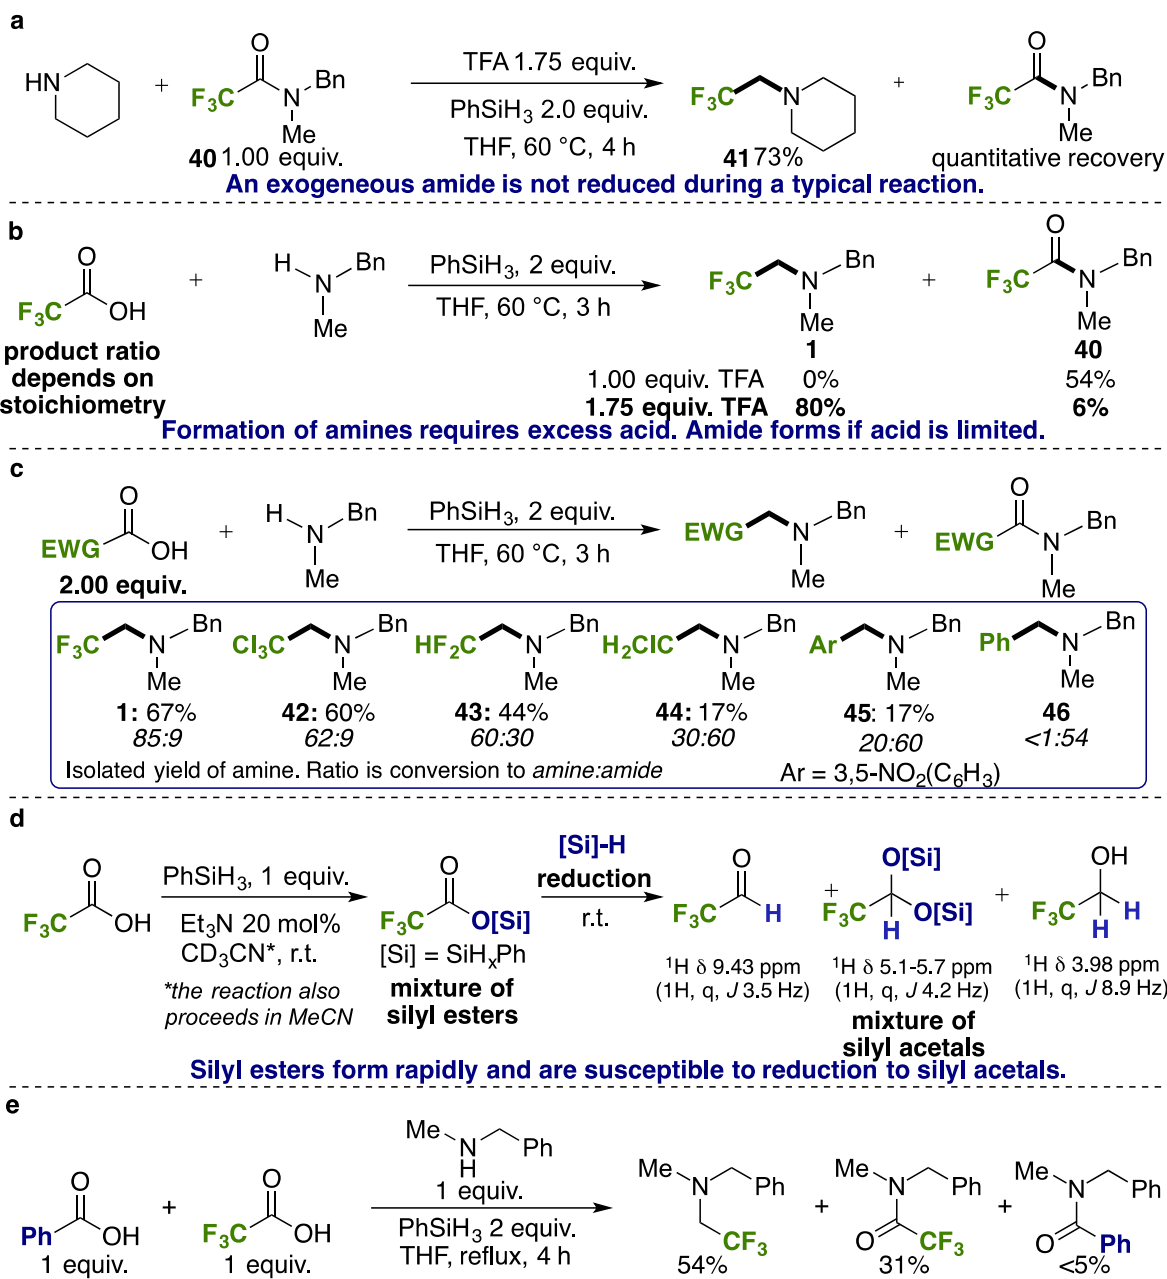 a
HN
+
O
F₃C
N
Bn
Me
40 1.00 equiv.
TFA 1.75 equiv.
PhSiH₃ 2.0 equiv.
THF, 60 °C, 4 h
F₃C
N
41 73%
+
O
F₃C
N
Bn
Me
quantitative recovery
An exogeneous amide is not reduced during a typical reaction.
b
O
F₃C
OH
product ratio
depends on
stoichiometry
+
H
N
Bn
Me
PhSiH₃, 2 equiv.
THF, 60 °C, 3 h
F₃C
N
Bn
Me
1
+
O
F₃C
N
Bn
Me
40
1.00 equiv. TFA 0% 54%
1.75 equiv. TFA 80% 6%
Formation of amines requires excess acid. Amide forms if acid is limited.
c
O
EWG
OH
2.00 equiv.
+
H
N
Bn
Me
PhSiH₃, 2 equiv.
THF, 60 °C, 3 h
EWG
N
Bn
Me
+
O
EWG
N
Bn
Me
F₃C
N
Bn
Me
1: 67%
85:9
Cl₃C
N
Bn
Me
42: 60%
62:9
HF₂C
N
Bn
Me
43: 44%
60:30
H₂ClC
N
Bn
Me
44: 17%
30:60
Ar
N
Bn
Me
45: 17%
20:60
Ph
N
Bn
Me
46
<1:54
Isolated yield of amine. Ratio is conversion to amine:amide
Ar = 3,5-NO₂(C₆H₃)
d
O
F₃C
OH
PhSiH₃, 1 equiv.
Et₃N 20 mol%
CD₃CN*, r.t.
*the reaction also
proceeds in MeCN
O
F₃C
O[Si]
[Si] = SiHₓPh
mixture of
silyl esters
[Si]-H
reduction
r.t.
O
F₃C
H
¹H δ 9.43 ppm
(1H, q, J 3.5 Hz)
+
O[Si]
F₃C
O[Si]
H
¹H δ 5.1-5.7 ppm
(1H, q, J 4.2 Hz)
mixture of
silyl acetals
+
OH
F₃C
H
H
¹H δ 3.98 ppm
(1H, q, J 8.9 Hz)
Silyl esters form rapidly and are susceptible to reduction to silyl acetals.
e
O
Ph
OH
1 equiv.
+
O
F₃C
OH
1 equiv.
Me
N
H
Ph
1 equiv.
PhSiH₃ 2 equiv.
THF, reflux, 4 h
Me
N
Ph
CF₃
54%
+
Me
N
Ph
O
CF₃
31%
+
Me
N
Ph
O
Ph
<5%